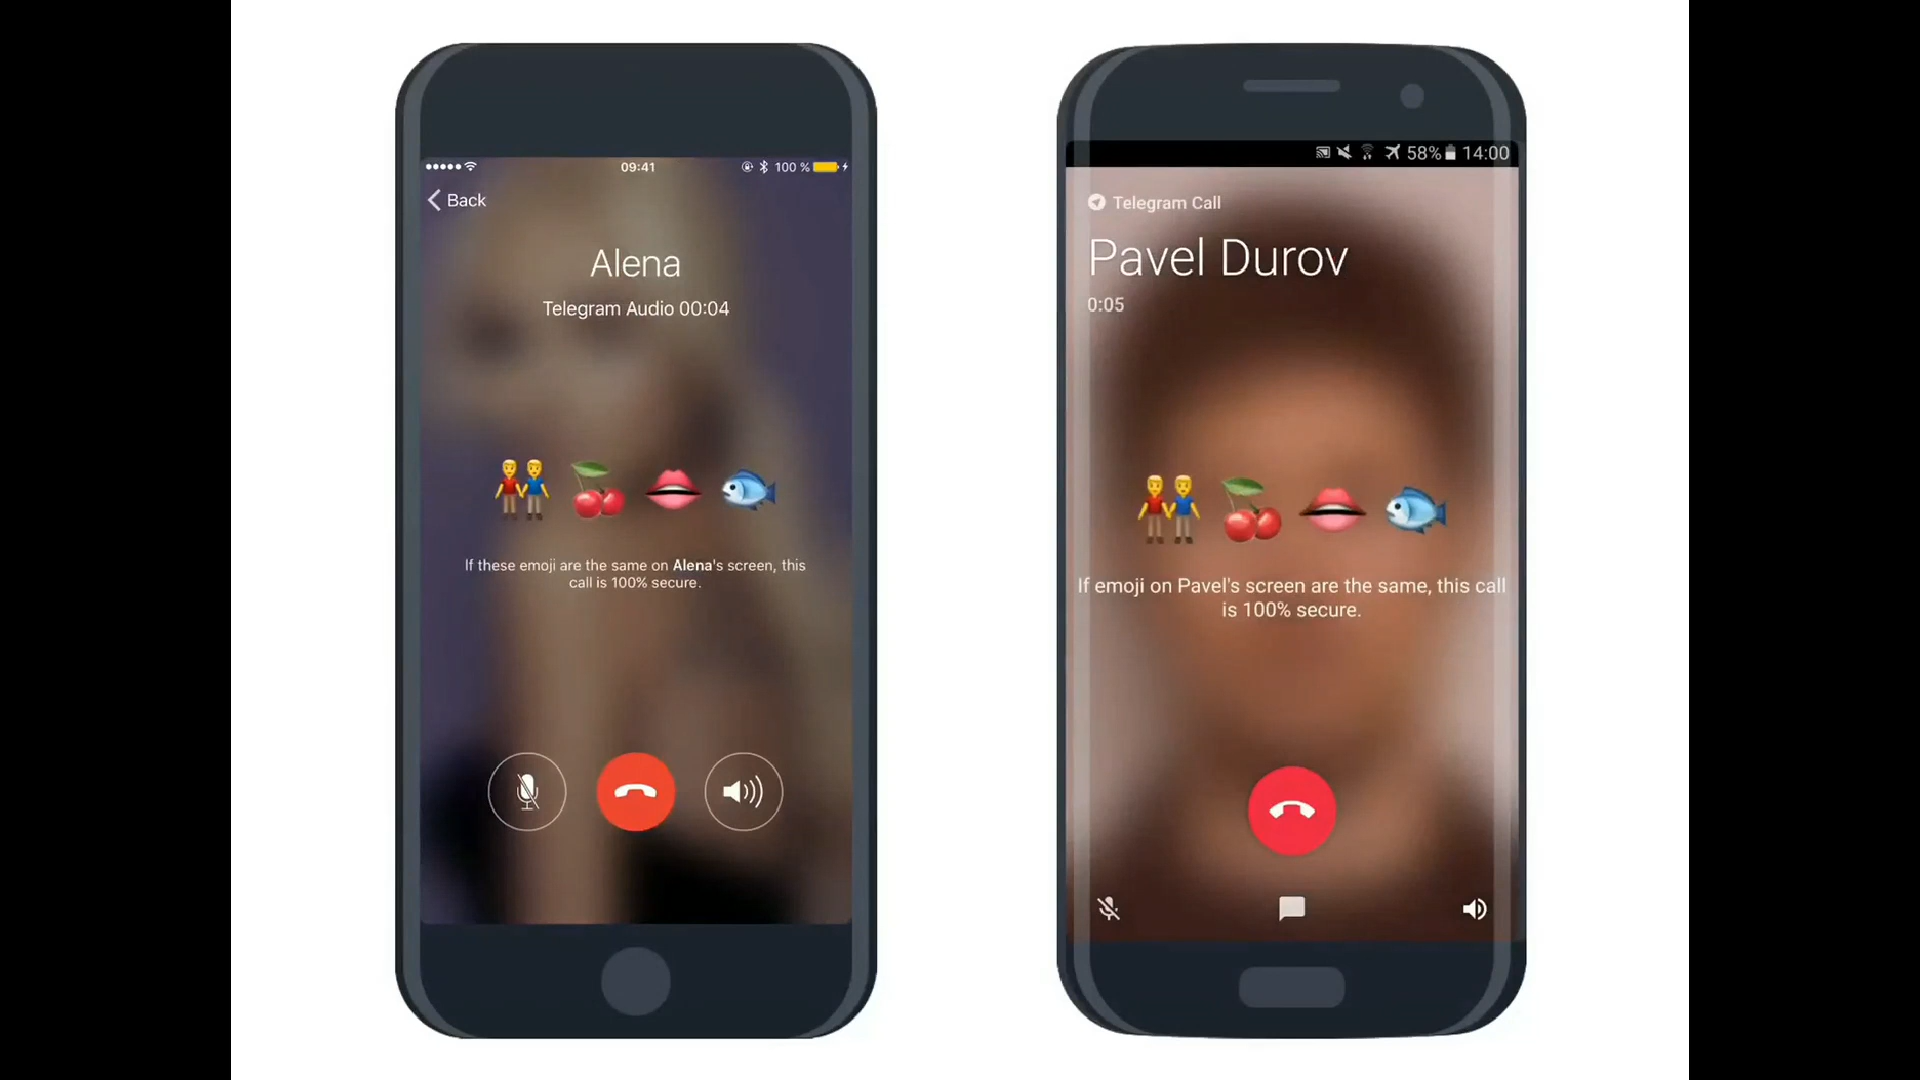 09:41
100 %
Back
Alena
Telegram Audio 00:04
If these emoji are the same on Alena's screen, this
call is 100% secure.
58% 14:00
Telegram Call
Pavel Durov
0:05
If emoji on Pavel's screen are the same, this call
is 100% secure.